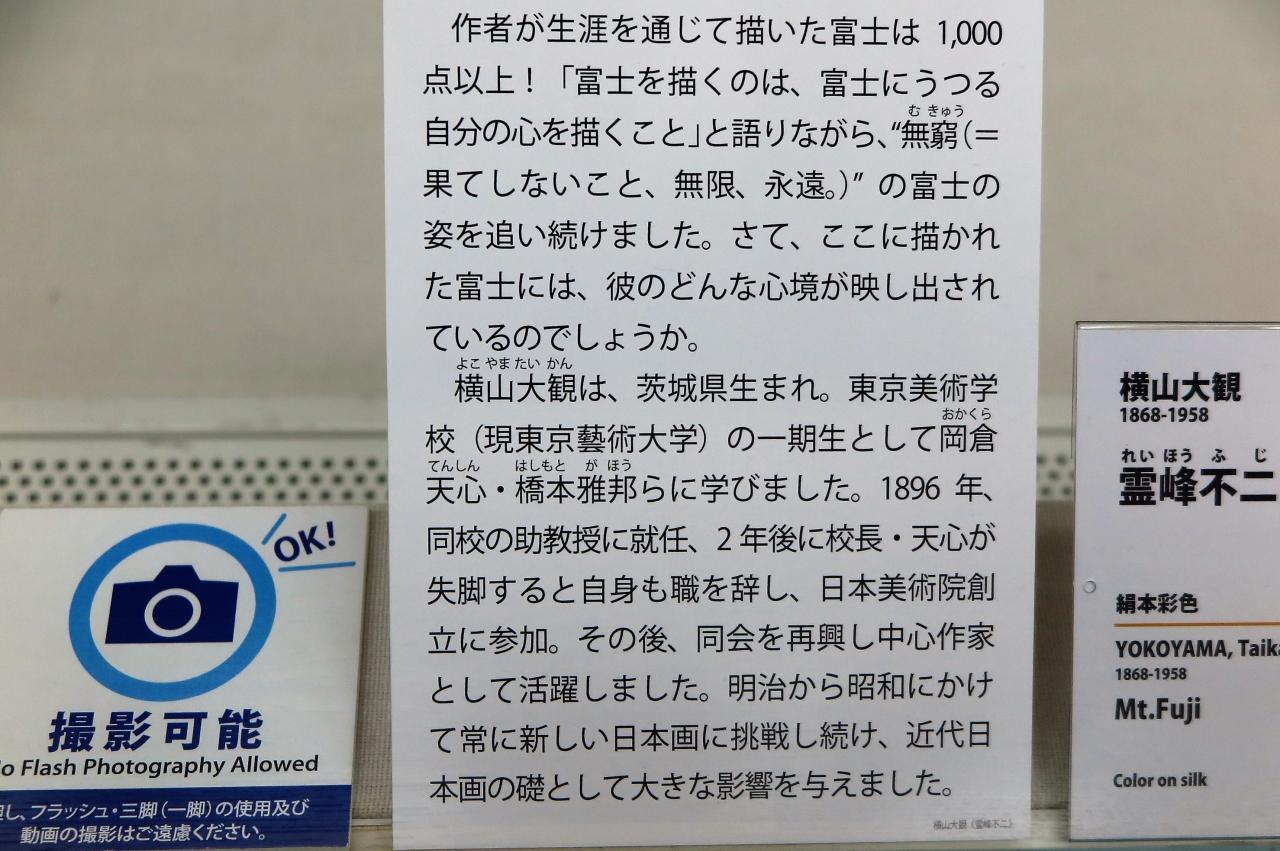 作者が生涯を通じて描いた富士は 1,000
点以上！「富士を描くのは、富士にうつる
む きゅう
自分の心を描くこと」と語りながら、“無窮（＝
果てしないこと、無限、永遠。）” の富士の
姿を追い続けました。さて、ここに描かれ
た富士には、彼のどんな心境が映し出され
ているのでしょうか。
よこ やま たい かん
横山大観は、茨城県生まれ。東京美術学
おかくら
校（現東京藝術大学）の一期生として岡倉
てんしん はしもと が ほう
天心・橋本雅邦らに学びました。1896 年、
同校の助教授に就任、2 年後に校長・天心が
失脚すると自身も職を辞し、日本美術院創
立に参加。その後、同会を再興し中心作家
として活躍しました。明治から昭和にかけ
て常に新しい日本画に挑戦し続け、近代日
本画の礎として大きな影響を与えました。
横山大観《霊峰不二》
OK!
撮影可能
o Flash Photography Allowed
し、フラッシュ・三脚（一脚）の使用及び
動画の撮影はご遠慮ください。
横山大観
1868-1958
れい ほう ふ じ
霊峰不二
絹本彩色
YOKOYAMA, Taika
1868-1958
Mt.Fuji
Color on silk